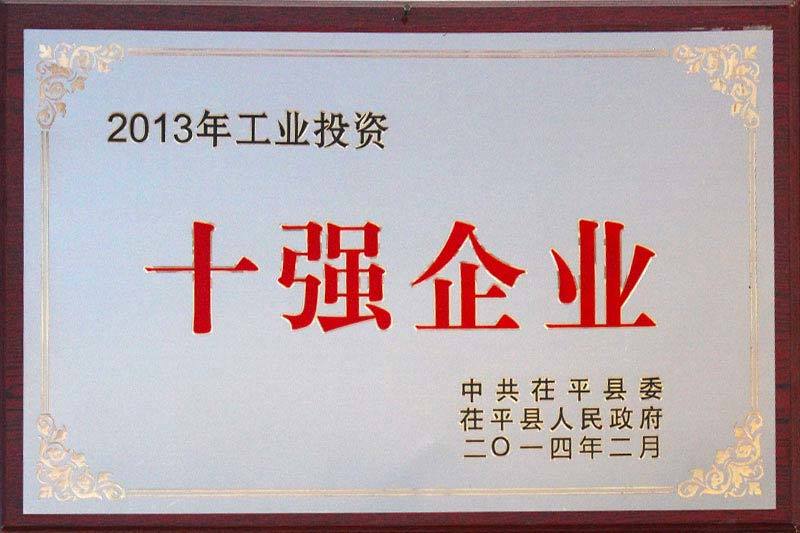 2013年工业投资
十强企业
中共茌平县委
茌平县人民政府
二〇一四年二月